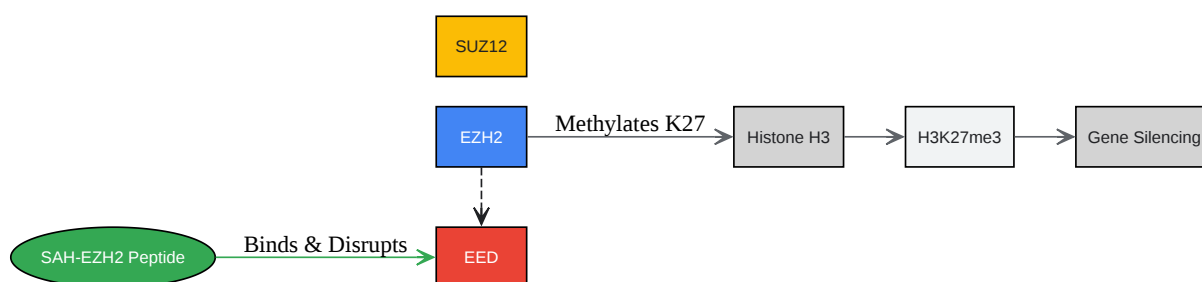 SUZ12
EZH2
Methylates K27
Histone H3
H3K27me3
Gene Silencing
SAH-EZH2 Peptide
Binds & Disrupts
EED